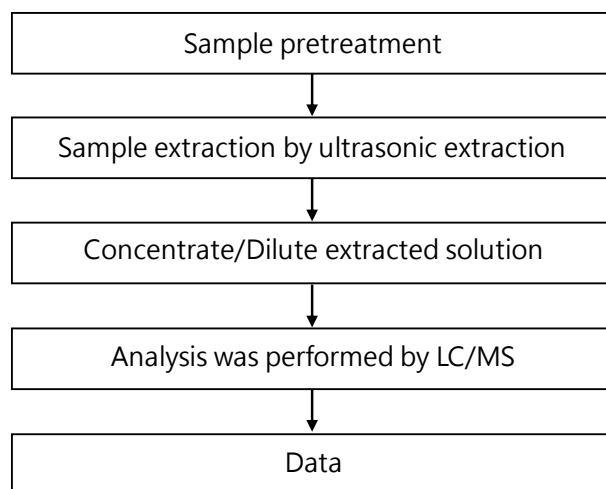 Sample pretreatment
Sample extraction by ultrasonic extraction
Concentrate/Dilute extracted solution
Analysis was performed by LC/MS
Data